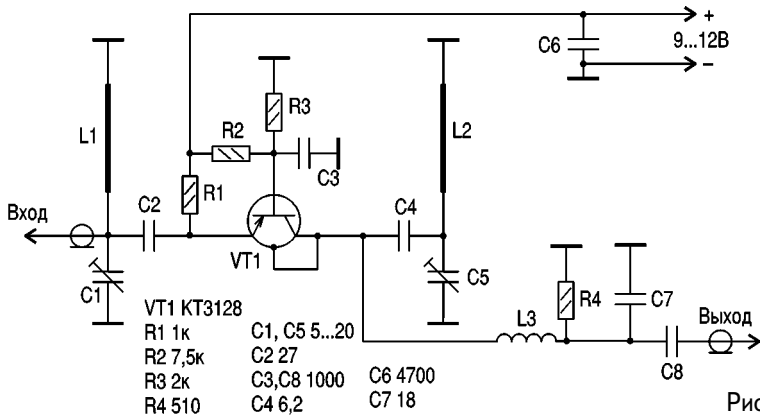 +
C6
9...12В
–
R3
L1
R2
L2
C3
R1
C2
C4
Вход
VT1
C5
C1
R4
C7
L3
Выход
C8
VT1 КТ3128
R1 1к
R2 7,5к
R3 2к
R4 510
C1, C5 5...20
C2 27
C3,C8 1000
C4 6,2
C6 4700
C7 18
Рис